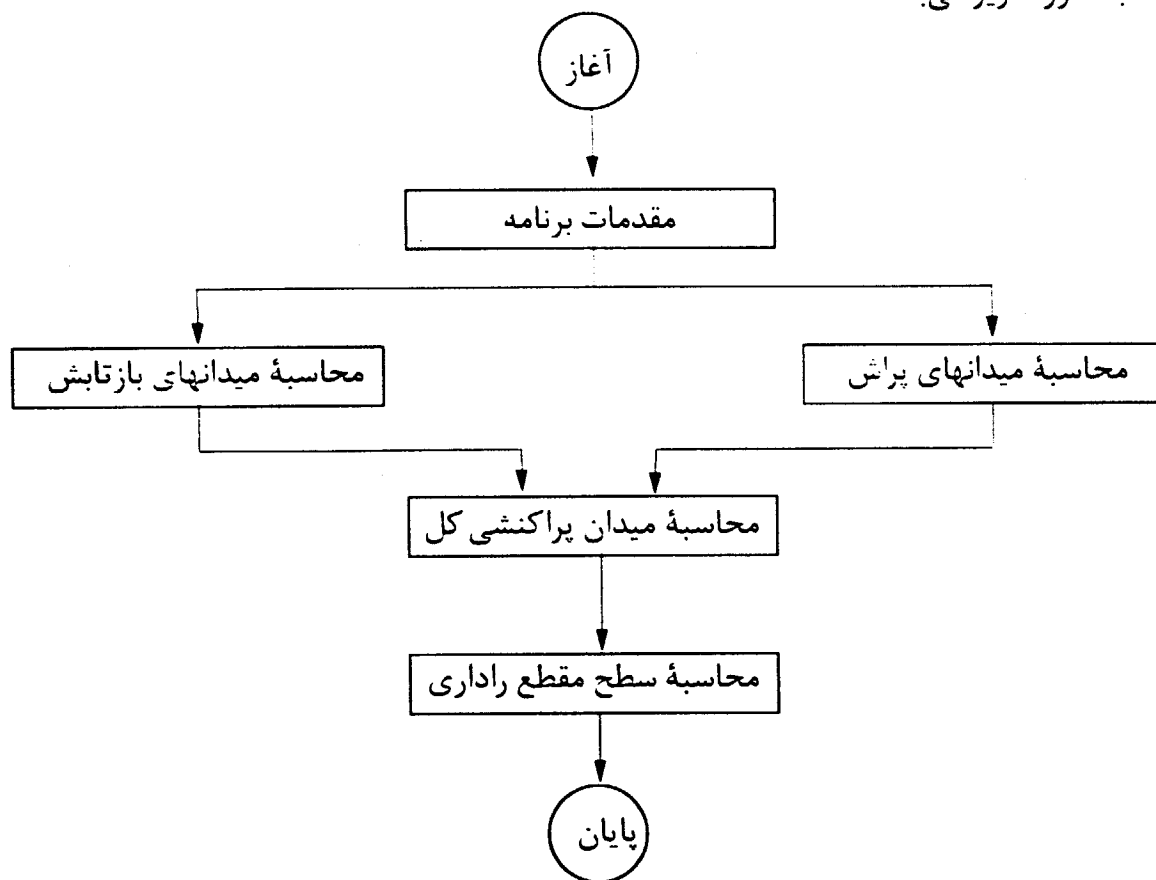 آغاز
مقدمات برنامه
محاسبهٔ میدانهای پراش
محاسبهٔ میدانهای بازتابش
محاسبهٔ میدان پراکنشی کل
محاسبهٔ سطح مقطع راداری
پایان